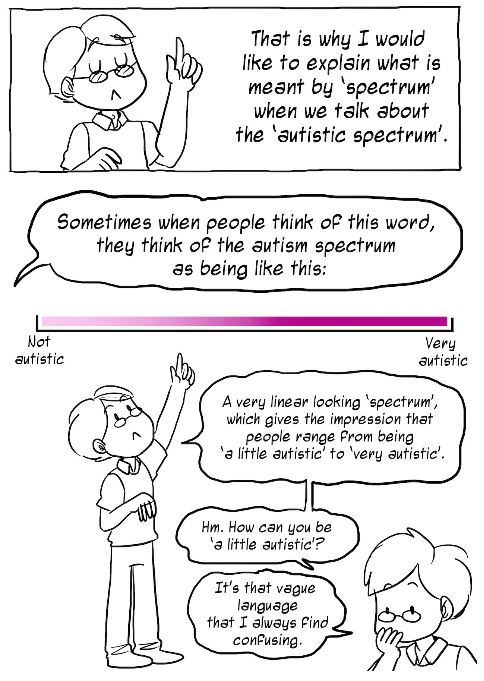 That is why I would
like to explain what is
meant by 'spectrum'
when we talk about
the 'autistic spectrum'.
Sometimes when people think of this word,
they think of the autism spectrum
as being like this:
Not
autistic
Very
autistic
A very linear looking 'spectrum',
which gives the impression that
people range from being
'a little autistic' to 'very autistic'.
Hm. How can you be
'a little autistic'?
It's that vague
language
that I always find
confusing.